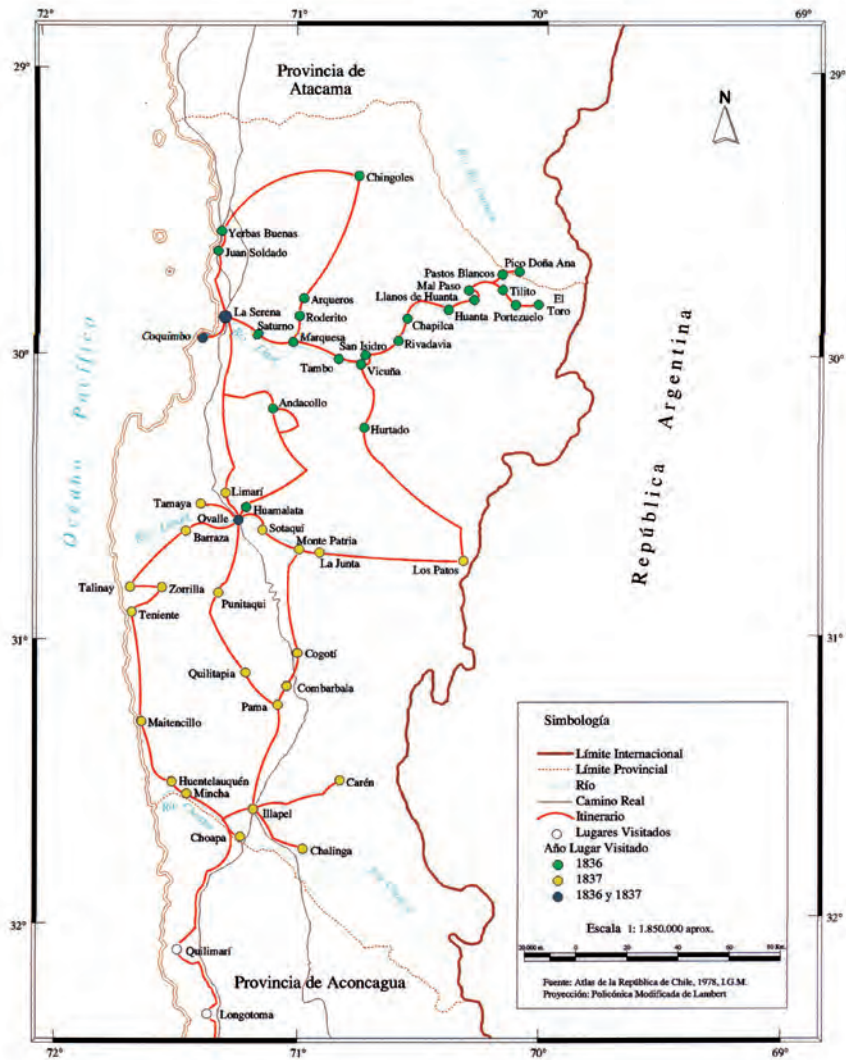 72°
71°
70°
69°
29°
29°
Provincia de
Atacama
N
Chingoles
Yerbas Buenas
Juan Soldado
Pico Doña Ana
Pastos Blancos
Mal Paso
Tilito
Llanos de Huanta
El
Toro
Arqueros
La Serena
Roderito
Huanta
Portezuelo
Chapilca
Saturno
Coquimbo
Marquesa
San Isidro
Rivadavia
30°
30°
Tambo
Vicuña
Océano Pacífico
República Argentina
Andacollo
Hurtado
Limarí
Tamaya
Huamalata
Ovalle
Sotaquí
Barraza
Monte Patria
La Junta
Los Patos
Talinay
Zorrilla
Punitaqui
Teniente
31°
31°
Cogotí
Quilitapia
Combarbala
Pama
Maitencillo
Huentelauquén
Carén
Mincha
Illapel
Choapa
Chalinga
32°
32°
Quilimarí
Provincia de Aconcagua
Longotoma
Simbología
Límite Internacional
Límite Provincial
Río
Camino Real
Itinerario
Lugares Visitados
Año Lugar Visitado
1836
1837
1836 y 1837
Escala 1: 1.850.000 aprox.
0
20
40
Fuente: Atlas de la República de Chile, 1978, I.G.M.
Proyección: Policónica Modificada de Lambert
72°
71°
70°
69°